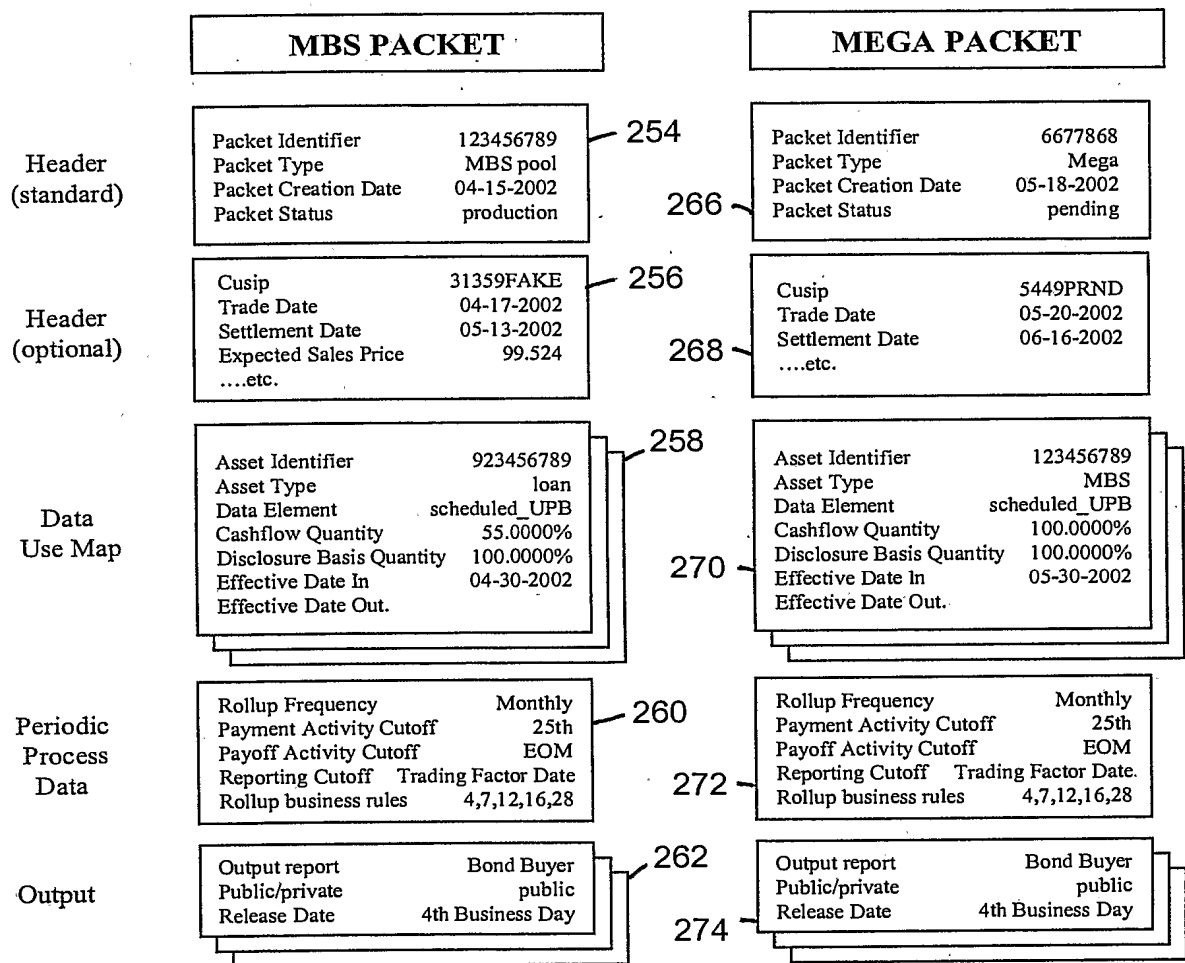 MBS PACKET
MEGA PACKET
Header
(standard)
Packet Identifier 123456789
Packet Type MBS pool
Packet Creation Date 04-15-2002
Packet Status production
254
266
Packet Identifier 6677868
Packet Type Mega
Packet Creation Date 05-18-2002
Packet Status pending
Header
(optional)
Cusip 31359FAKE
Trade Date 04-17-2002
Settlement Date 05-13-2002
Expected Sales Price 99.524
....etc.
256
268
Cusip 5449PRND
Trade Date 05-20-2002
Settlement Date 06-16-2002
....etc.
Data
Use Map
Asset Identifier 923456789
Asset Type loan
Data Element scheduled_UPB
Cashflow Quantity 55.0000%
Disclosure Basis Quantity 100.0000%
Effective Date In 04-30-2002
Effective Date Out.
258
270
Asset Identifier 123456789
Asset Type MBS
Data Element scheduled_UPB
Cashflow Quantity 100.0000%
Disclosure Basis Quantity 100.0000%
Effective Date In 05-30-2002
Effective Date Out.
Periodic
Process
Data
Rollup Frequency Monthly
Payment Activity Cutoff 25th
Payoff Activity Cutoff EOM
Reporting Cutoff Trading Factor Date
Rollup business rules 4,7,12,16,28
260
272
Rollup Frequency Monthly
Payment Activity Cutoff 25th
Payoff Activity Cutoff EOM
Reporting Cutoff Trading Factor Date.
Rollup business rules 4,7,12,16,28
Output
Output report Bond Buyer
Public/private public
Release Date 4th Business Day
262
274
Output report Bond Buyer
Public/private public
Release Date 4th Business Day